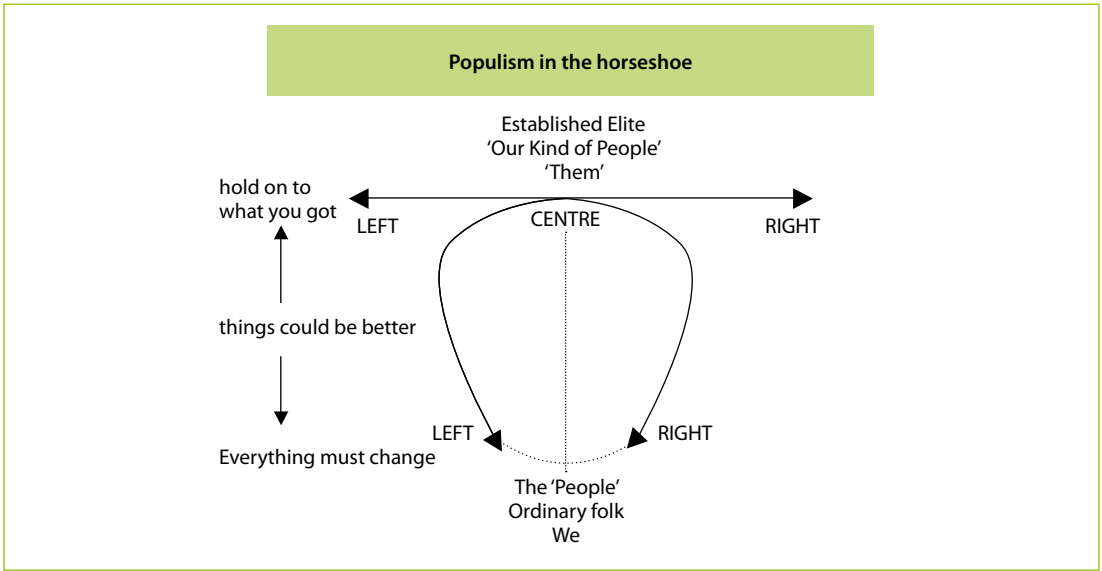 Populism in the horseshoe
Established Elite
‘Our Kind of People’
‘Them’
hold on to
what you got
LEFT
CENTRE
RIGHT
things could be better
LEFT
RIGHT
Everything must change
The ‘People’
Ordinary folk
We